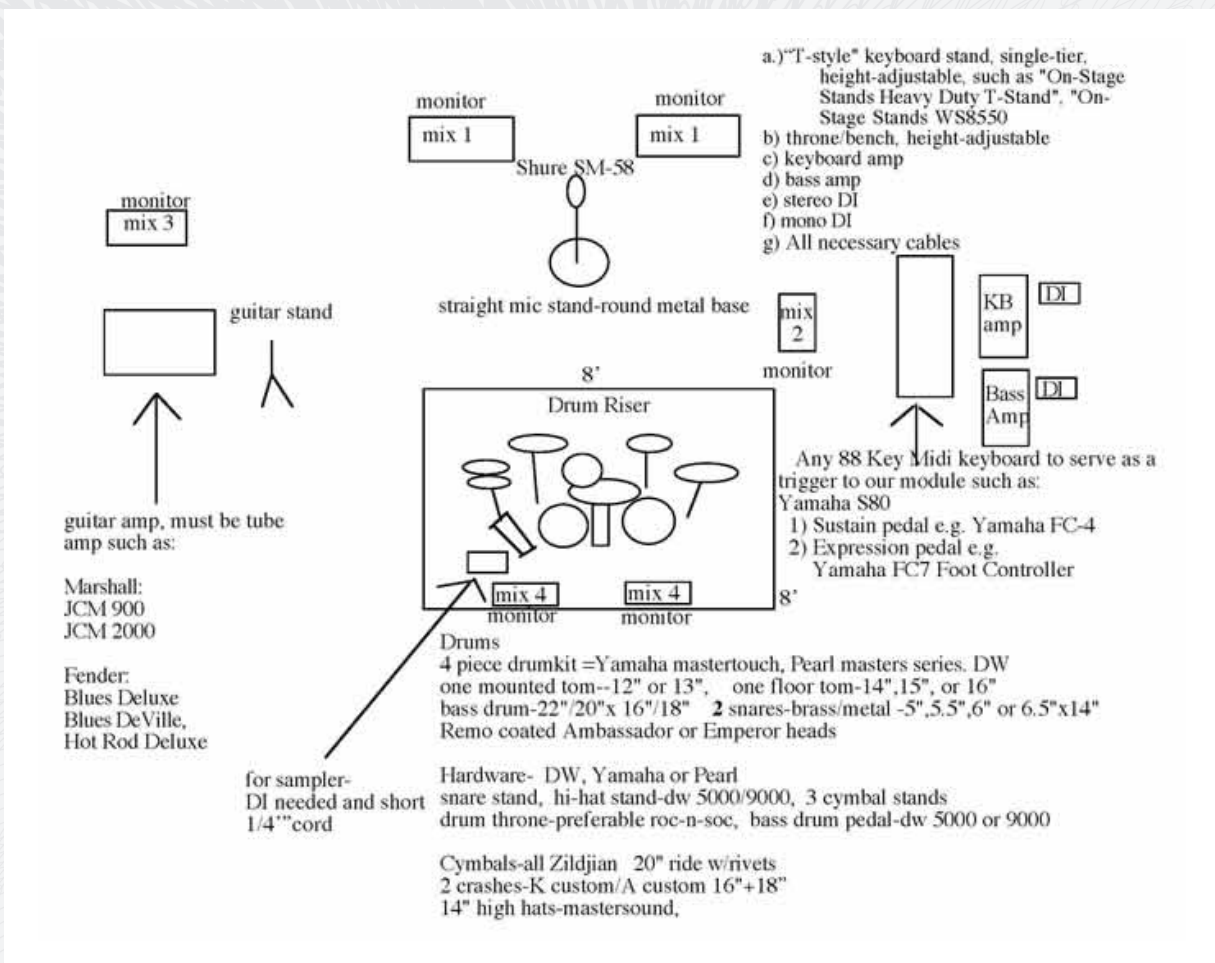 a.)“T-style" keyboard stand, single-tier,
height-adjustable, such as "On-Stage
Stands Heavy Duty T-Stand", "On-
Stage Stands WS8550
b) throne/bench, height-adjustable
c) keyboard amp
d) bass amp
e) stereo DI
f) mono DI
g) All necessary cables
monitor
mix 1
monitor
mix 1
Shure SM-58
straight mic stand-round metal base
monitor
mix 3
guitar stand
mix
2
monitor
KB
amp
DI
Bass
Amp
DI
8’
Drum Riser
mix 4
monitor
mix 4
monitor
8’
Any 88 Key Midi keyboard to serve as a
trigger to our module such as:
Yamaha S80
1) Sustain pedal e.g. Yamaha FC-4
2) Expression pedal e.g.
Yamaha FC7 Foot Controller
guitar amp, must be tube
amp such as:
Marshall:
JCM 900
JCM 2000
Fender:
Blues Deluxe
Blues DeVille,
Hot Rod Deluxe
for sampler-
DI needed and short
1/4’"cord
Drums
4 piece drumkit =Yamaha mastertouch, Pearl masters series. DW
one mounted tom--12" or 13", one floor tom-14",15", or 16"
bass drum-22"/20"x 16"/18" 2 snares-brass/metal -5",5.5",6" or 6.5"x14"
Remo coated Ambassador or Emperor heads
Hardware- DW, Yamaha or Pearl
snare stand, hi-hat stand-dw 5000/9000, 3 cymbal stands
drum throne-preferable roc-n-soc, bass drum pedal-dw 5000 or 9000
Cymbals-all Zildjian 20" ride w/rivets
2 crashes-K custom/A custom 16"+18”
14" high hats-mastersound,